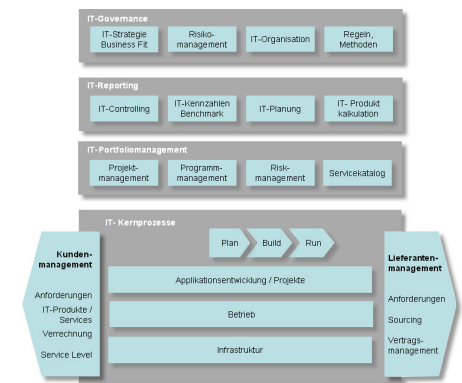 IT-Governance
IT-Strategie
Business Fit
Risiko-
management
IT-Organisation
Regeln,
Methoden
IT-Reporting
IT-Controlling
IT-Kennzahlen
Benchmark
IT-Planung
IT- Produkt
kalkulation
IT-Portfoliomanagement
Projekt-
management
Programm-
management
Risk-
management
Servicekatalog
IT- Kernprozesse
Plan
Build
Run
Applikationsentwicklung / Projekte
Betrieb
Infrastruktur
Kunden-
management
Anforderungen
IT-Produkte /
Services
Verrechnung
Service Level
Lieferanten-
management
Anforderungen
Sourcing
Vertrags-
management